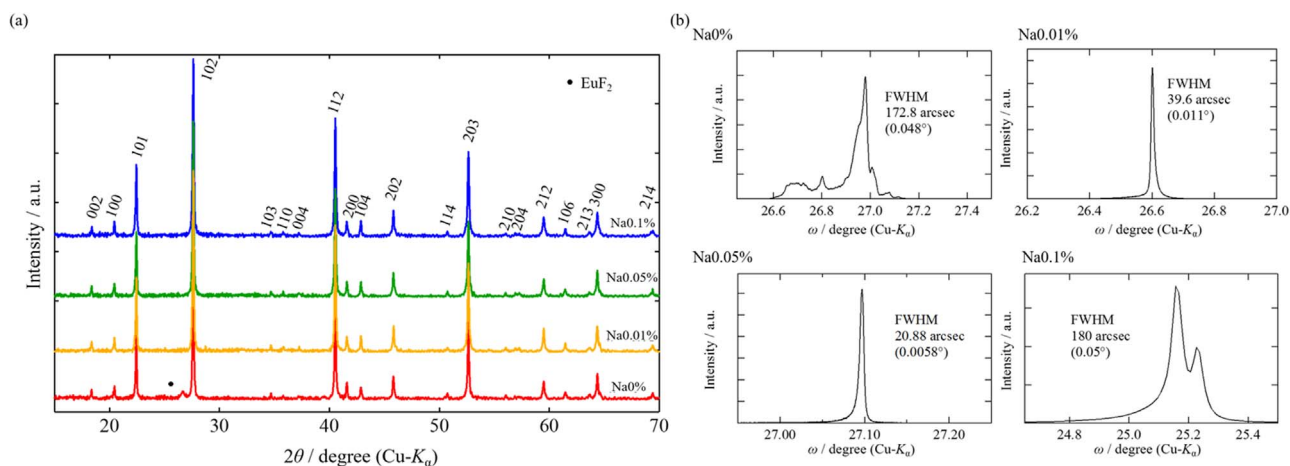 (a)
Intensity / a.u.
002
100
101
102
103
110
004
112
200
104
202
114
203
210
204
212
106
213
300
214
• EuF2
Na0.1%
Na0.05%
Na0.01%
Na0%
20 30 40 50 60 70
2θ / degree (Cu-Kα)
(b)
Na0%
Intensity / a.u.
FWHM
172.8 arcsec
(0.048°)
26.6 26.8 27.0 27.2 27.4
ω / degree (Cu-Kα)
Na0.01%
Intensity / a.u.
FWHM
39.6 arcsec
(0.011°)
26.2 26.4 26.6 26.8 27.0
ω / degree (Cu-Kα)
Na0.05%
Intensity / a.u.
FWHM
20.88 arcsec
(0.0058°)
27.00 27.10 27.20
ω / degree (Cu-Kα)
Na0.1%
Intensity / a.u.
FWHM
180 arcsec
(0.05°)
24.8 25.0 25.2 25.4
ω / degree (Cu-Kα)